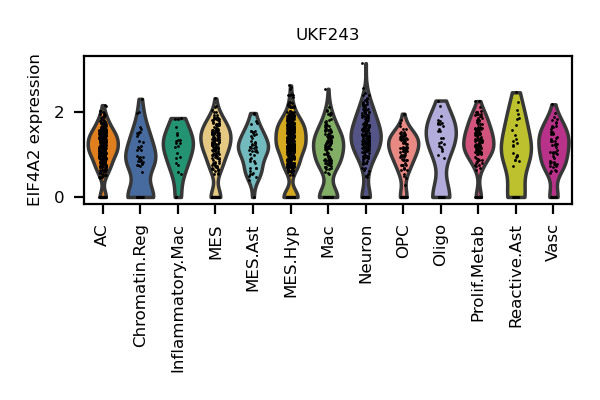 UKF243
EIF4A2 expression
2
0
AC
Chromatin.Reg
Inflammatory.Mac
MES
MES.Ast
MES.Hyp
Mac
Neuron
OPC
Oligo
Prolif.Metab
Reactive.Ast
Vasc